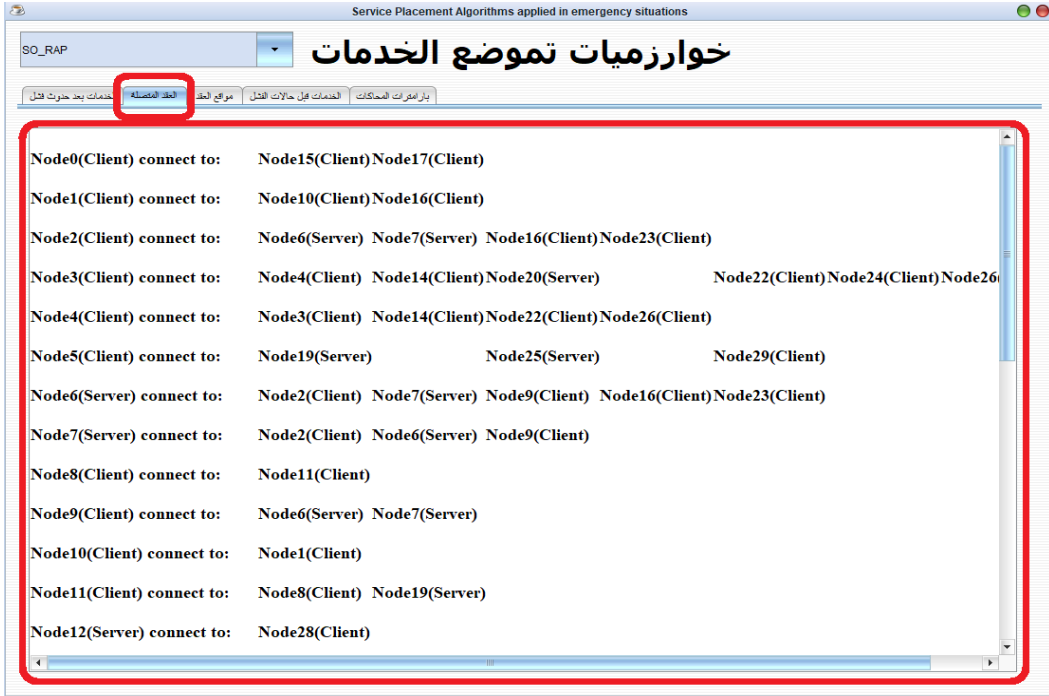 Service Placement Algorithms applied in emergency situations
SO_RAP
خوارزميات تموضع الخدمات
بارامترات المحاكات
الخدمات قبل حالات الفشل
مواقع العقد
العقد المتصلة
خدمات بعد حدوث فشل
Node0(Client) connect to: Node15(Client) Node17(Client)
Node1(Client) connect to: Node10(Client) Node16(Client)
Node2(Client) connect to: Node6(Server) Node7(Server) Node16(Client) Node23(Client)
Node3(Client) connect to: Node4(Client) Node14(Client) Node20(Server) Node22(Client) Node24(Client) Node26(
Node4(Client) connect to: Node3(Client) Node14(Client) Node22(Client) Node26(Client)
Node5(Client) connect to: Node19(Server) Node25(Server) Node29(Client)
Node6(Server) connect to: Node2(Client) Node7(Server) Node9(Client) Node16(Client) Node23(Client)
Node7(Server) connect to: Node2(Client) Node6(Server) Node9(Client)
Node8(Client) connect to: Node11(Client)
Node9(Client) connect to: Node6(Server) Node7(Server)
Node10(Client) connect to: Node1(Client)
Node11(Client) connect to: Node8(Client) Node19(Server)
Node12(Server) connect to: Node28(Client)